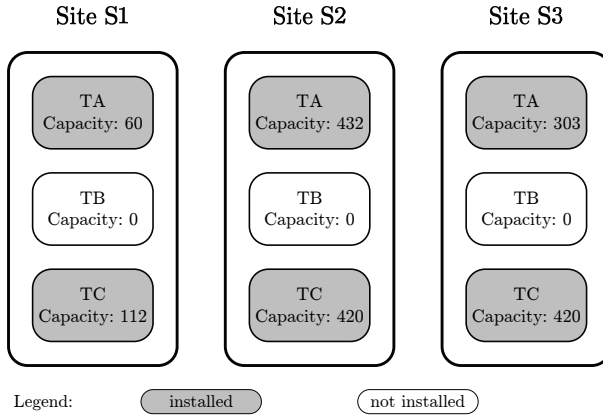 Site S1 Site S2 Site S3
TA TA TA
Capacity: 60 Capacity: 432 Capacity: 303
TB TB TB
Capacity: 0 Capacity: 0 Capacity: 0
TC TC TC
Capacity: 112 Capacity: 420 Capacity: 420
Legend: installed not installed